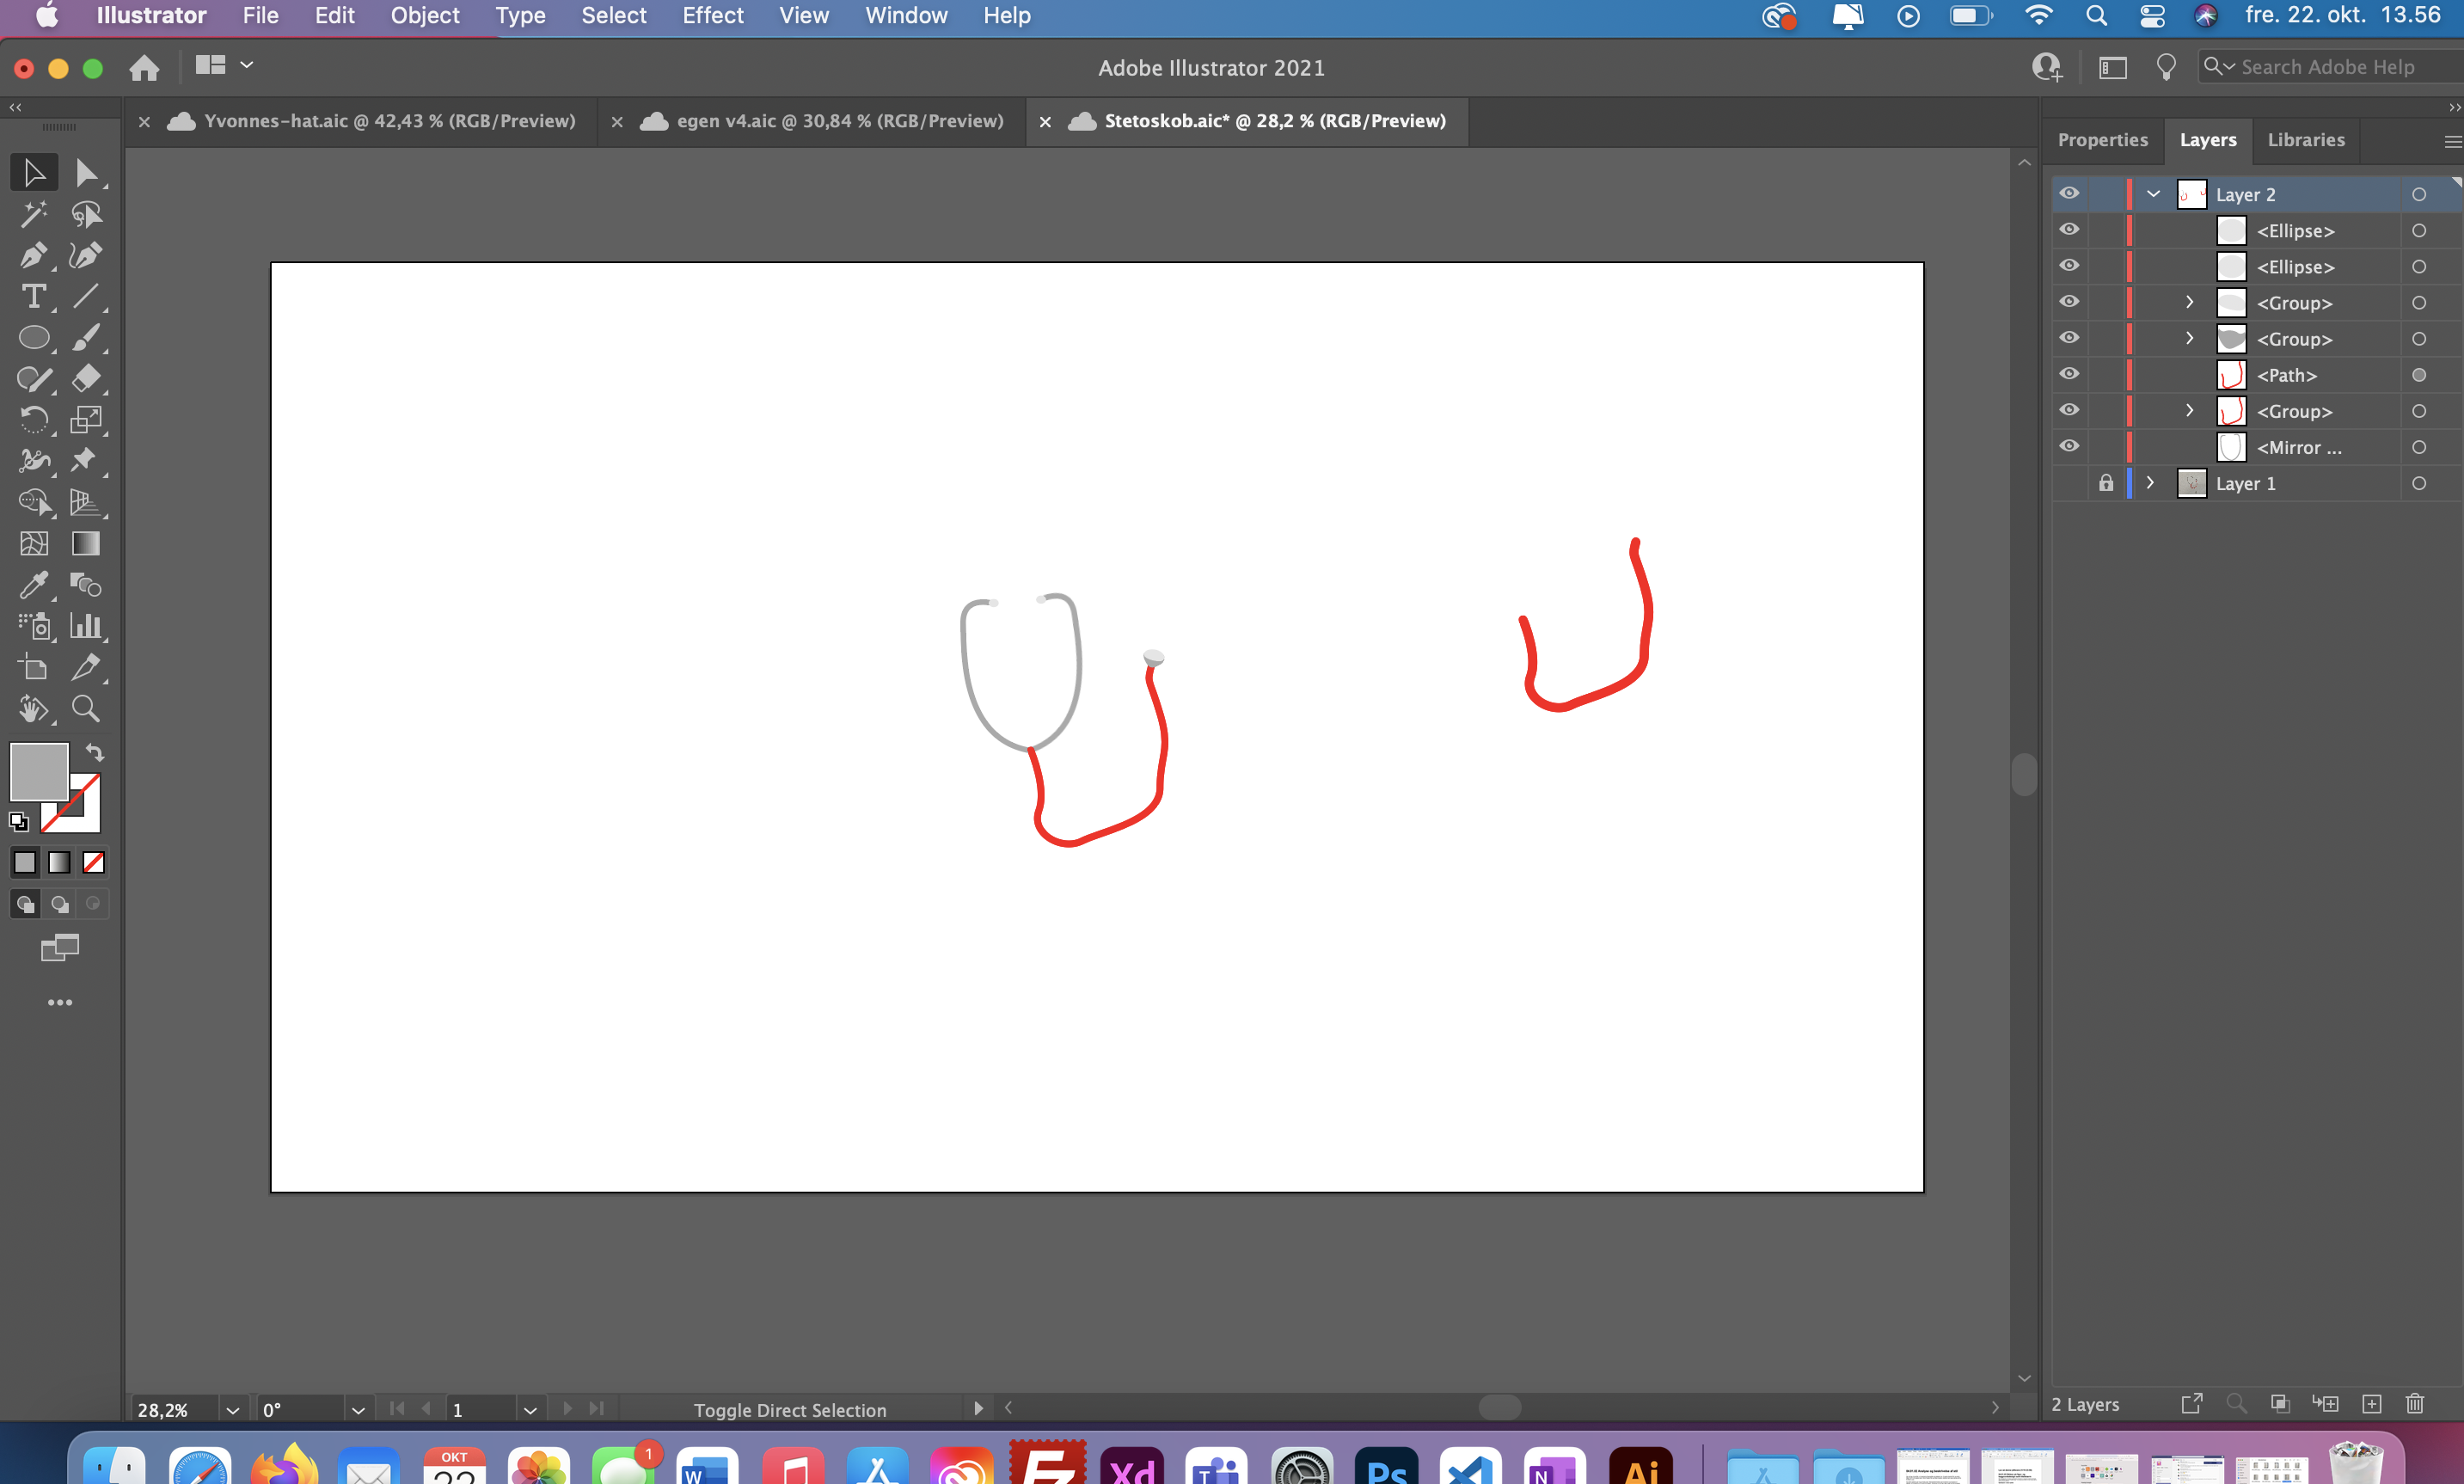 Illustrator File Edit Object Type Select Effect View Window Help fre. 22. okt. 13.56
Adobe Illustrator 2021
Search Adobe Help
Yvonnes-hat.aic @ 42,43 % (RGB/Preview)
egen v4.aic @ 30,84 % (RGB/Preview)
Stetoskob.aic* @ 28,2 % (RGB/Preview)
Properties Layers Libraries
Layer 2
<Ellipse>
<Ellipse>
<Group>
<Group>
<Path>
<Group>
<Mirror ...
Layer 1
T
28,2% 0° 1 Toggle Direct Selection
2 Layers
OKT
22
1
W
Fz
Xd
T
Ps
N
Ai